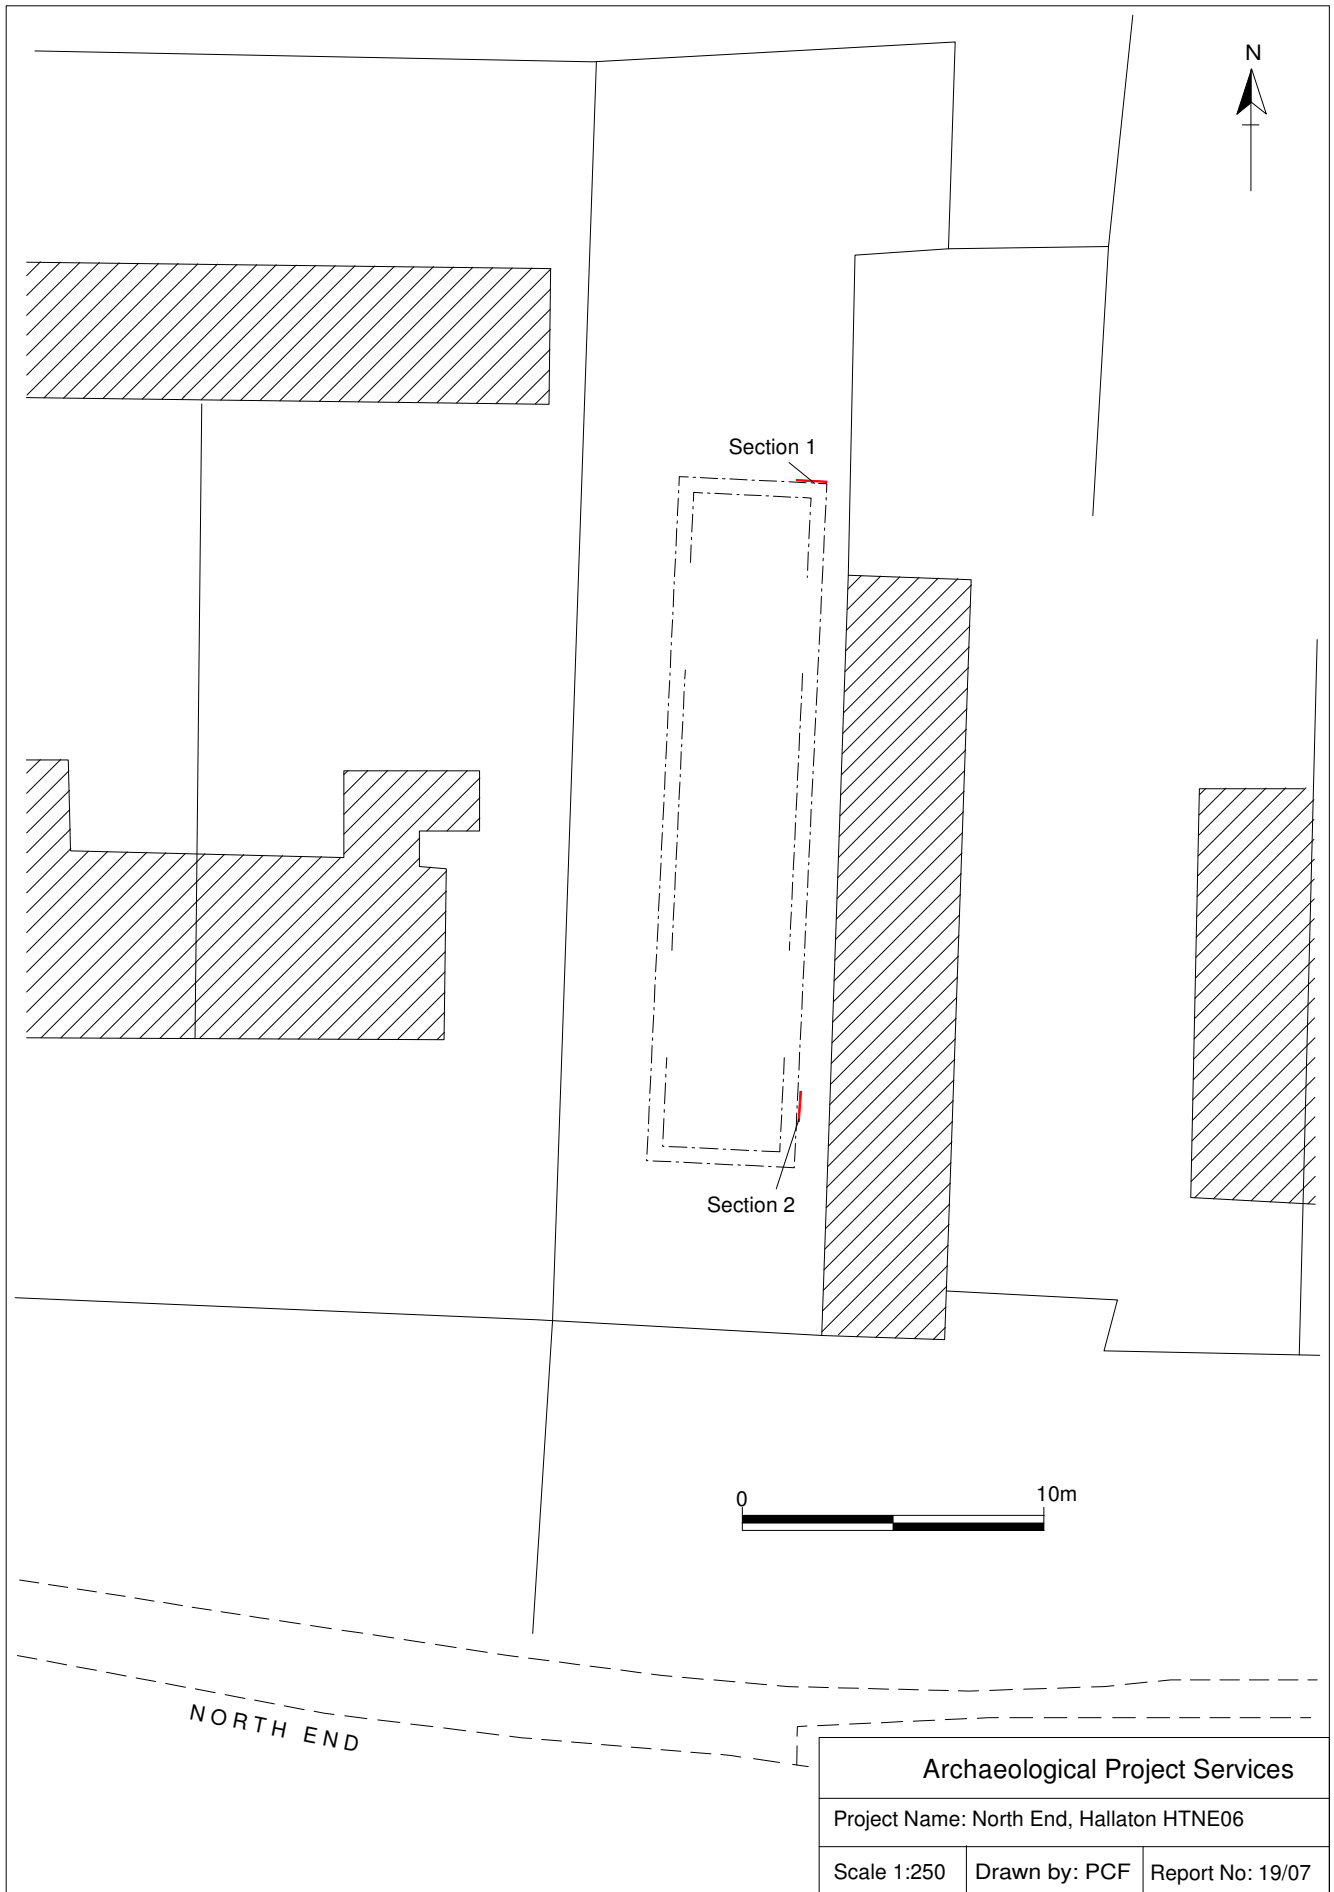 N
Section 1
Section 2
0 10m
NORTH END
Archaeological Project Services
Project Name: North End, Hallaton HTNE06
Scale 1:250 Drawn by: PCF Report No: 19/07